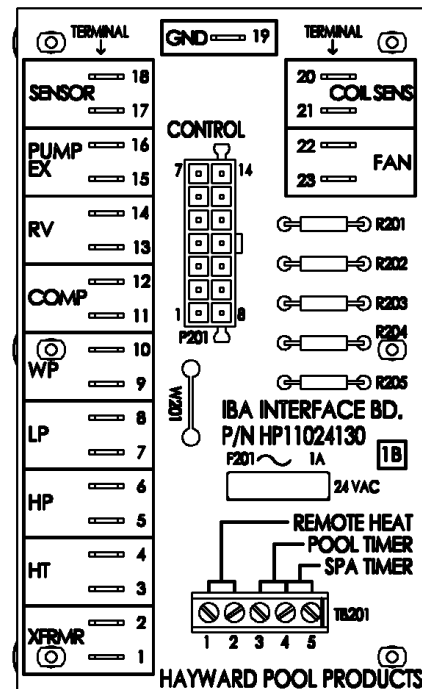 TERMINAL
GND 19
TERMINAL
SENSOR
18
17
PUMP
EX
16
15
RV
14
13
COMP
12
11
WP
10
9
LP
8
7
HP
6
5
HT
4
3
XFRMR
2
1
CONTROL
7 14
1 8
P201
W201
20
21
COIL SENS
22
23
FAN
R201
R202
R203
R204
R205
IBA INTERFACE BD.
P/N HP11024130
1B
F201 1A
24 VAC
REMOTE HEAT
POOL TIMER
SPA TIMER
TB201
1 2 3 4 5
HAYWARD POOL PRODUCTS